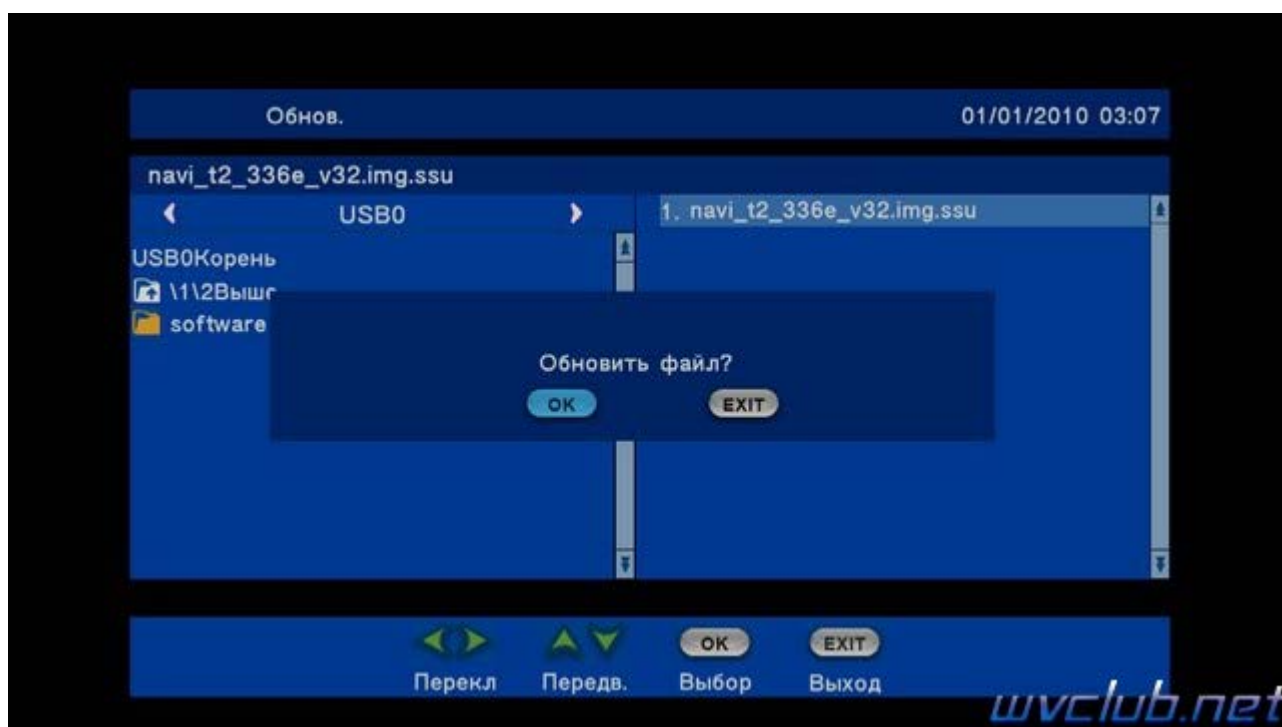 Обнов. 01/01/2010 03:07
navi_t2_336e_v32.img.ssu
USB0 1. navi_t2_336e_v32.img.ssu
USB0Корень
\1\2Выше
software
Обновить файл?
OK EXIT
OK EXIT
Перекл Передв. Выбор Выход
wvclub.net